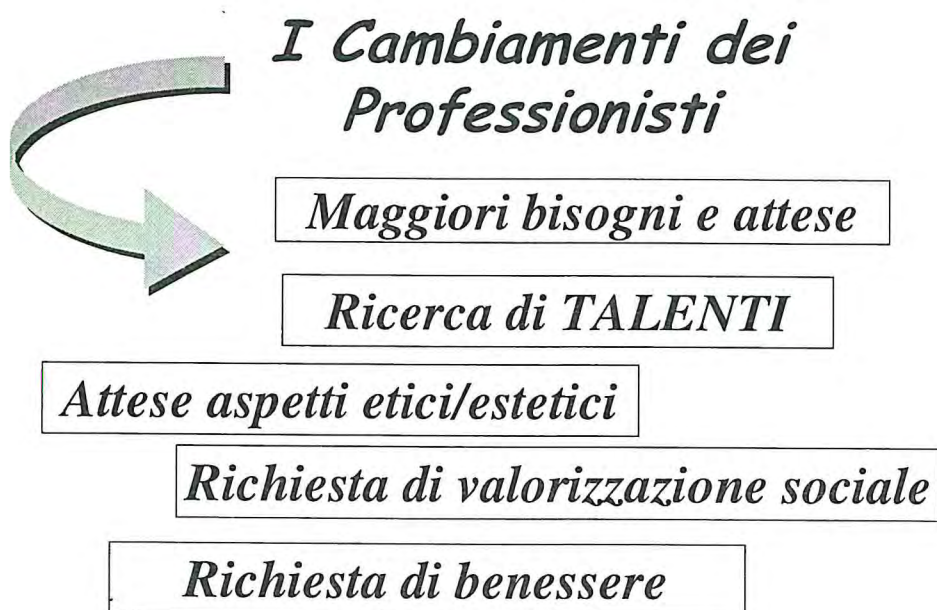 I Cambiamenti dei
Professionisti
Maggiori bisogni e attese
Ricerca di TALENTI
Attese aspetti etici/estetici
Richiesta di valorizzazione sociale
Richiesta di benessere